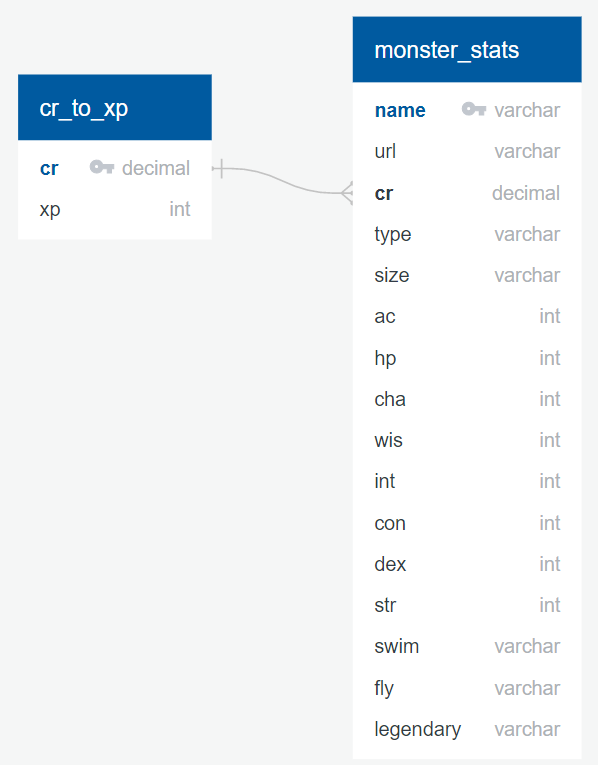 cr_to_xp
cr decimal
xp int
monster_stats
name varchar
url varchar
cr decimal
type varchar
size varchar
ac int
hp int
cha int
wis int
int int
con int
dex int
str int
swim varchar
fly varchar
legendary varchar